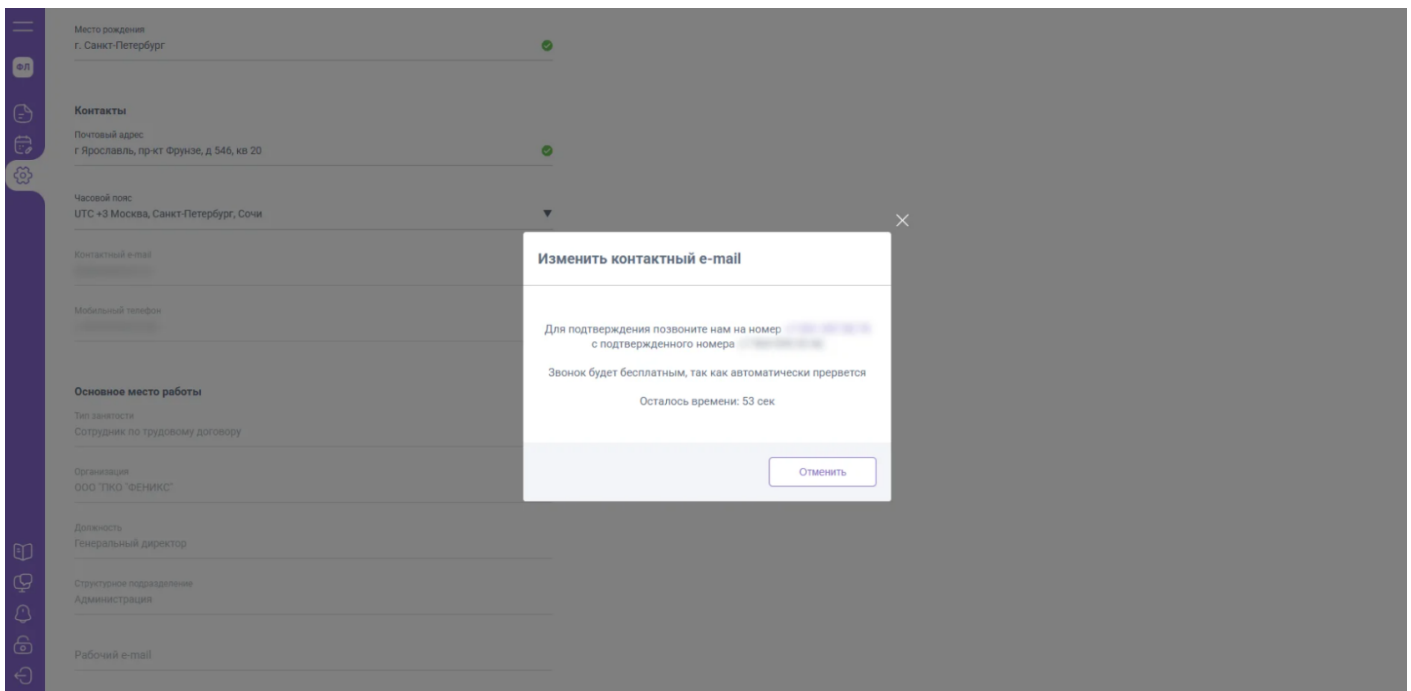 ФЛ
Место рождения
г. Санкт-Петербург
Контакты
Почтовый адрес
г Ярославль, пр-кт Фрунзе, д 546, кв 20
Часовой пояс
UTC +3 Москва, Санкт-Петербург, Сочи
Контактный e-mail
Мобильный телефон
Основное место работы
Тип занятости
Сотрудник по трудовому договору
Организация
ООО "ПКО "ФЕНИКС"
Должность
Генеральный директор
Структурное подразделение
Администрация
Рабочий e-mail
Изменить контактный e-mail
Для подтверждения позвоните нам на номер
с подтвержденного номера
Звонок будет бесплатным, так как автоматически прервется
Осталось времени: 53 сек
Отменить